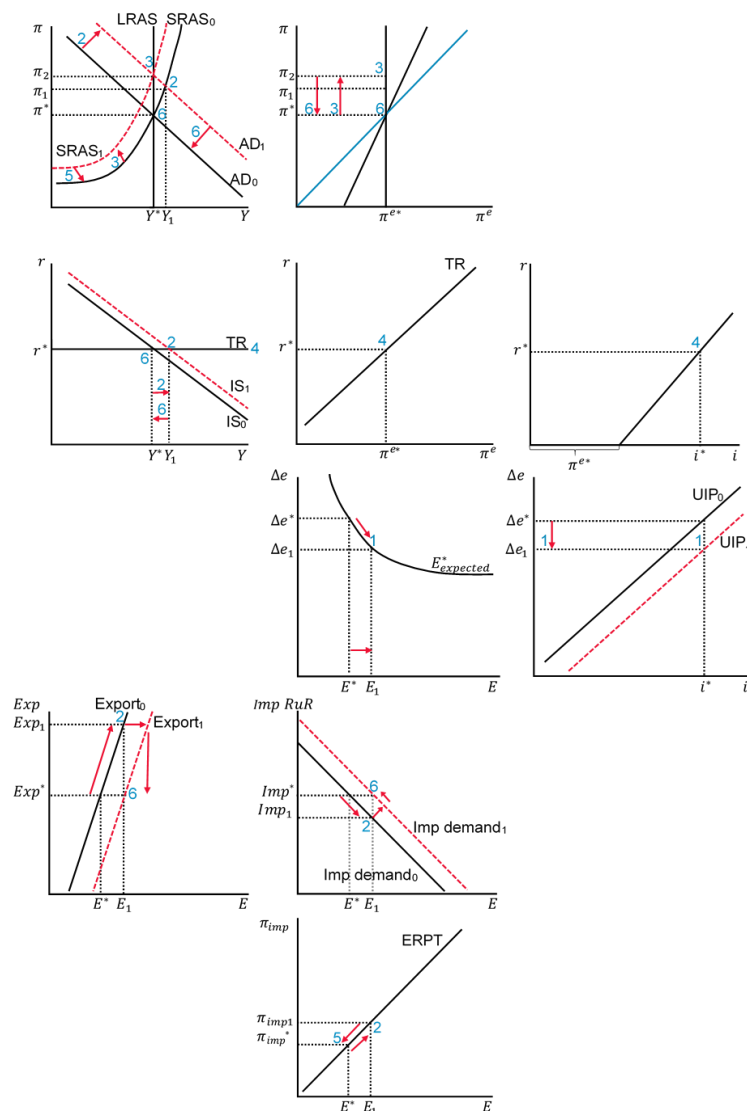 π LRAS SRAS₀
2
3
π₂
π₁
2
π*
6
6
SRAS₁
AD₁
3
5
AD₀
Y* Y₁ Y
π
π₂ 3
π₁
π*
6 3 6
πᵉ* πᵉ
r
2
r* TR 4
6
2 IS₁
6
IS₀
Y* Y₁ Y
r TR
r* 4
πᵉ* πᵉ
r
r* 4
πᵉ* i* i
Δe
Δe*
1
Δe₁
E*expected
E* E₁ E
Δe UIP₀
Δe*
1 1
Δe₁ UIP
i* i
Exp Export₀
Exp₁ 2 Export₁
Exp* 6
E* E₁ E
Imp RuR
Imp* 6
Imp₁ 2
Imp demand₁
Imp demand₀
E* E₁ E
πimp ERPT
πimp1 2
πimp* 5
E* E₁ E